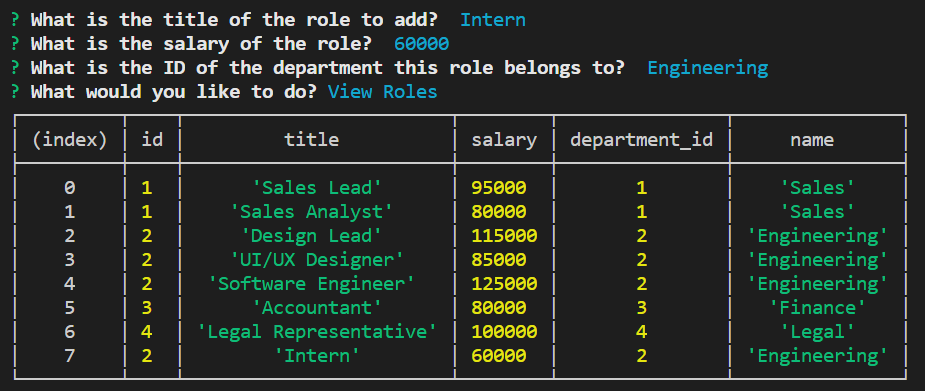 ? What is the title of the role to add? Intern
? What is the salary of the role? 60000
? What is the ID of the department this role belongs to? Engineering
? What would you like to do? View Roles
(index) id title salary department_id name
0 1 'Sales Lead' 95000 1 'Sales'
1 1 'Sales Analyst' 80000 1 'Sales'
2 2 'Design Lead' 115000 2 'Engineering'
3 2 'UI/UX Designer' 85000 2 'Engineering'
4 2 'Software Engineer' 125000 2 'Engineering'
5 3 'Accountant' 80000 3 'Finance'
6 4 'Legal Representative' 100000 4 'Legal'
7 2 'Intern' 60000 2 'Engineering'